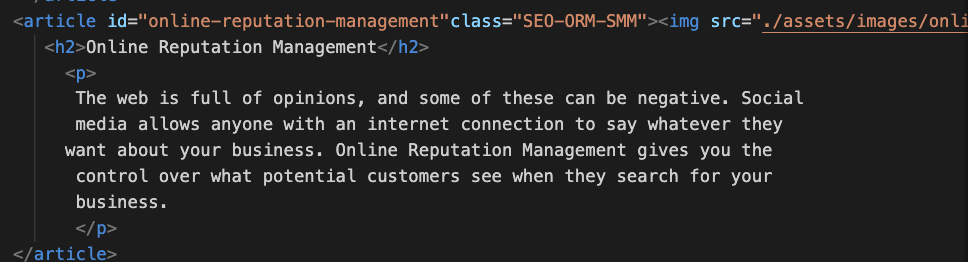 </article>
<article id="online-reputation-management"class="SEO-ORM-SMM"><img src="./assets/images/onli
<h2>Online Reputation Management</h2>
<p>
The web is full of opinions, and some of these can be negative. Social
media allows anyone with an internet connection to say whatever they
want about your business. Online Reputation Management gives you the
control over what potential customers see when they search for your
business.
</p>
</article>